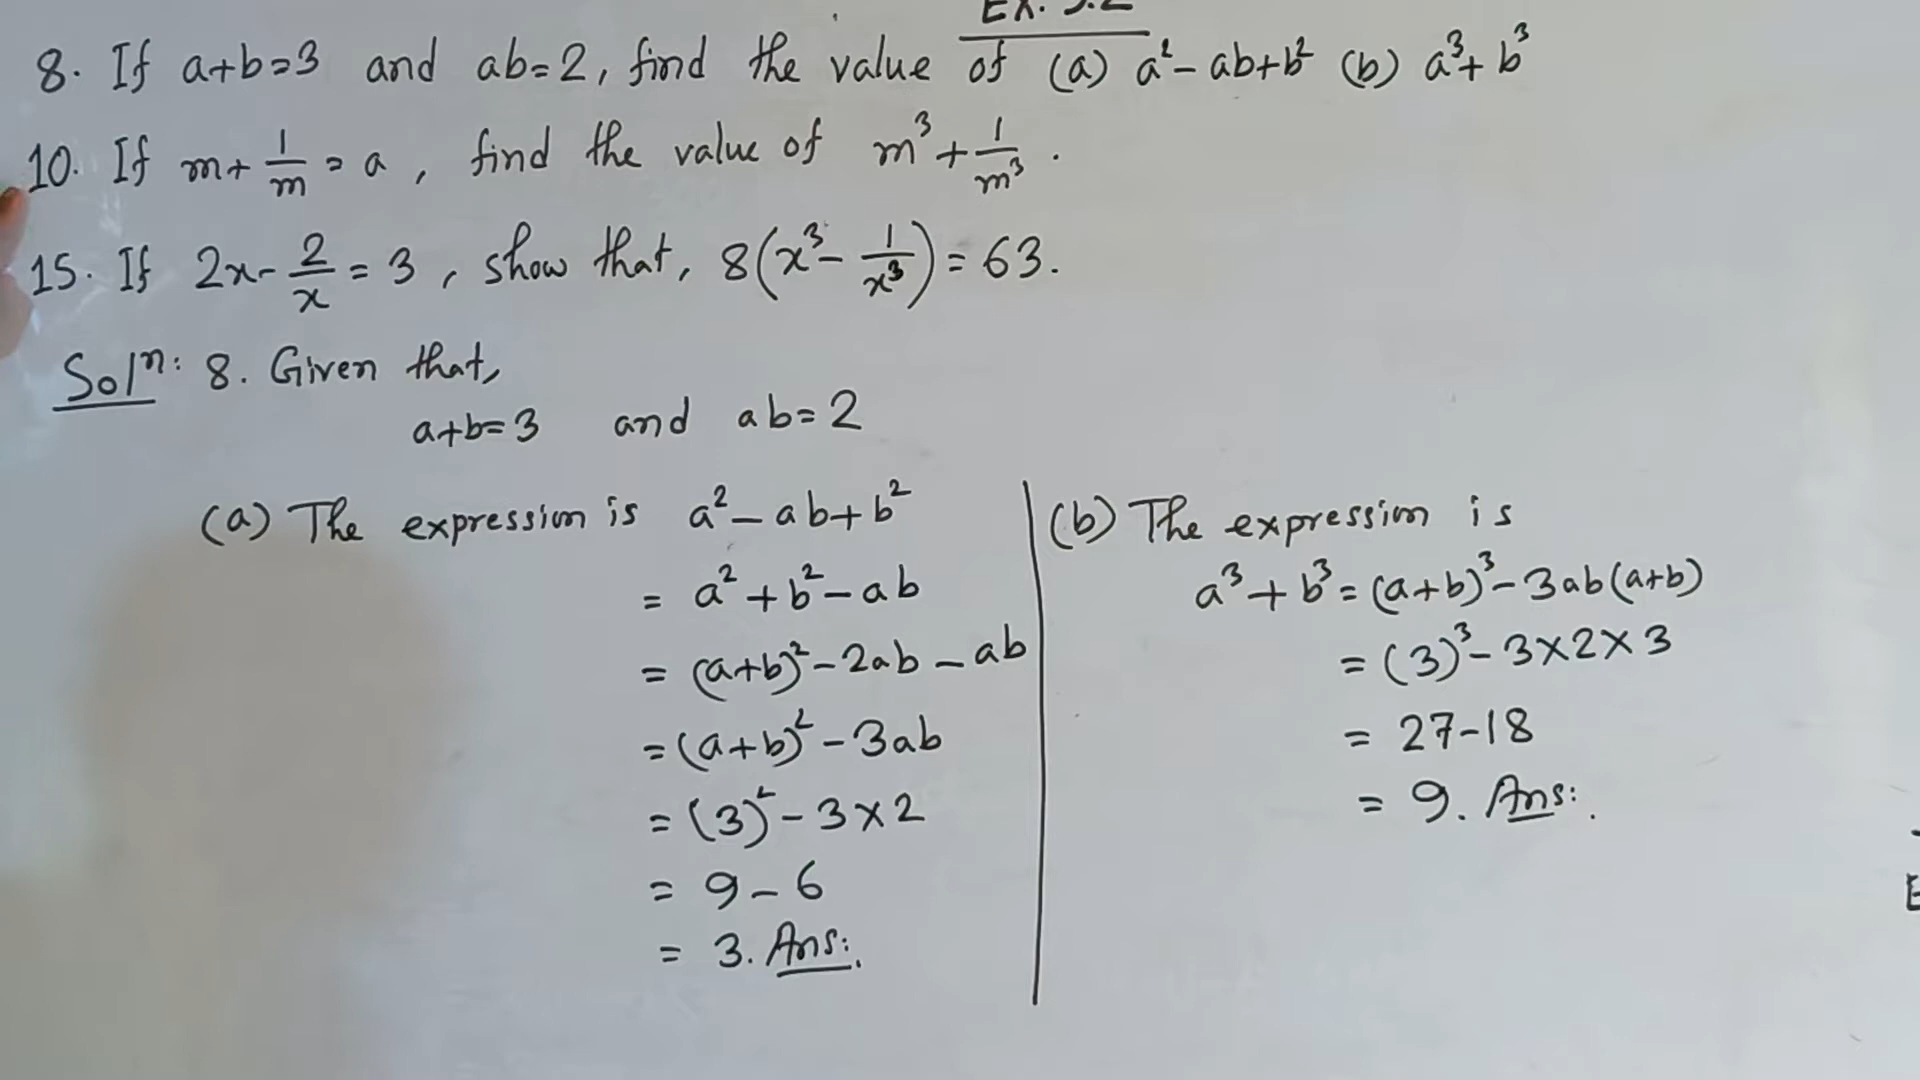 Ex. 3.2
8. If a+b=3 and ab=2, find the value of (a) a²-ab+b² (b) a³+b³
10. If m+1/m=a, find the value of m³+1/m³.
15. If 2x-2/x=3, show that, 8(x³-1/x³)=63.
Solⁿ: 8. Given that,
a+b=3 and ab=2
(a) The expression is a²-ab+b²
= a²+b²-ab
= (a+b)²-2ab-ab
=(a+b)²-3ab
=(3)²-3×2
= 9-6
= 3. Ans:.
(b) The expression is
a³+b³=(a+b)³-3ab(a+b)
=(3)³-3×2×3
= 27-18
= 9. Ans:.